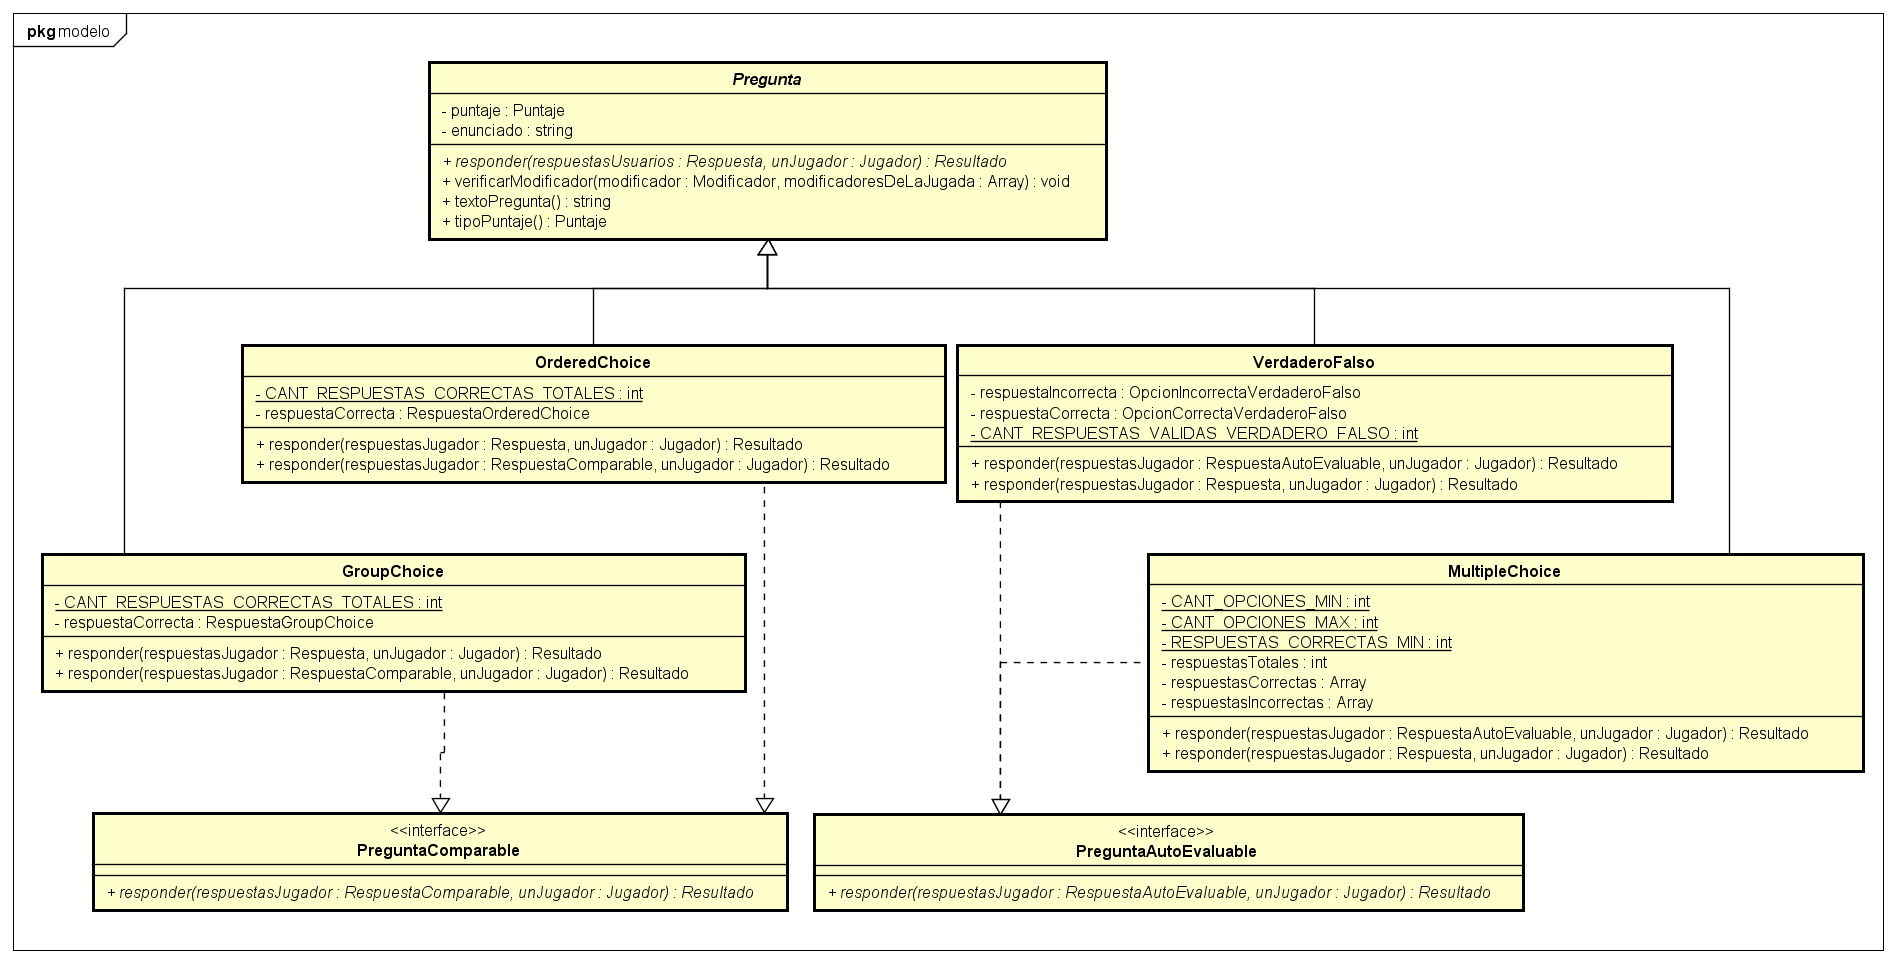 pkg modelo
Pregunta
- puntaje : Puntaje
- enunciado : string
+ responder(respuestasUsuarios : Respuesta, unJugador : Jugador) : Resultado
+ verificarModificador(modificador : Modificador, modificadoresDeLaJugada : Array) : void
+ textoPregunta() : string
+ tipoPuntaje() : Puntaje
OrderedChoice
- CANT_RESPUESTAS_CORRECTAS_TOTALES : int
- respuestaCorrecta : RespuestaOrderedChoice
+ responder(respuestasJugador : Respuesta, unJugador : Jugador) : Resultado
+ responder(respuestasJugador : RespuestaComparable, unJugador : Jugador) : Resultado
VerdaderoFalso
- respuestaIncorrecta : OpcionIncorrectaVerdaderoFalso
- respuestaCorrecta : OpcionCorrectaVerdaderoFalso
- CANT_RESPUESTAS_VALIDAS_VERDADERO_FALSO : int
+ responder(respuestasJugador : RespuestaAutoEvaluable, unJugador : Jugador) : Resultado
+ responder(respuestasJugador : Respuesta, unJugador : Jugador) : Resultado
GroupChoice
- CANT_RESPUESTAS_CORRECTAS_TOTALES : int
- respuestaCorrecta : RespuestaGroupChoice
+ responder(respuestasJugador : Respuesta, unJugador : Jugador) : Resultado
+ responder(respuestasJugador : RespuestaComparable, unJugador : Jugador) : Resultado
MultipleChoice
- CANT_OPCIONES_MIN : int
- CANT_OPCIONES_MAX : int
- RESPUESTAS_CORRECTAS_MIN : int
- respuestasTotales : int
- respuestasCorrectas : Array
- respuestasIncorrectas : Array
+ responder(respuestasJugador : RespuestaAutoEvaluable, unJugador : Jugador) : Resultado
+ responder(respuestasJugador : Respuesta, unJugador : Jugador) : Resultado
<<interface>>
PreguntaComparable
+ responder(respuestasJugador : RespuestaComparable, unJugador : Jugador) : Resultado
<<interface>>
PreguntaAutoEvaluable
+ responder(respuestasJugador : RespuestaAutoEvaluable, unJugador : Jugador) : Resultado